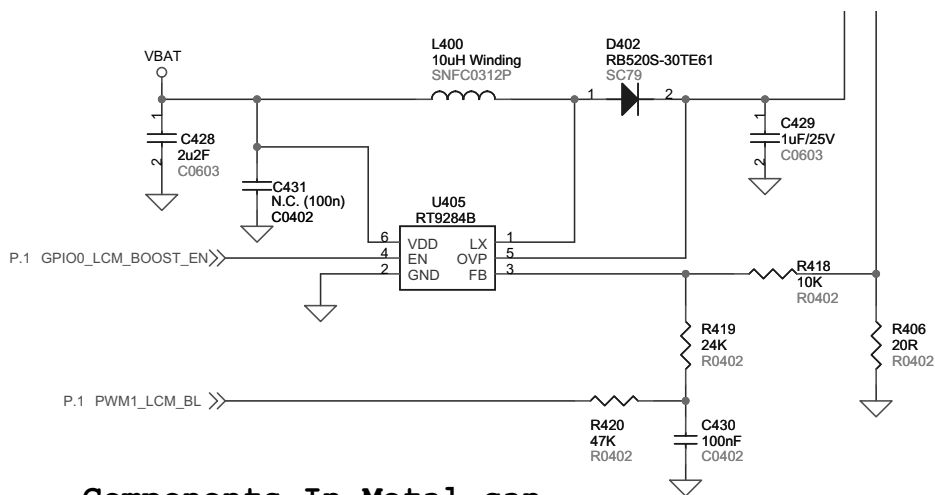 VBAT
L400
10uH Winding
SNFC0312P
D402
RB520S-30TE61
SC79
1
2
1
C428
2u2F
C0603
2
C431
N.C. (100n)
C0402
1
C429
1uF/25V
C0603
2
U405
RT9284B
6 VDD LX 1
4 EN OVP 5
2 GND FB 3
P.1 GPIO0_LCM_BOOST_EN
R418
10K
R0402
R419
24K
R0402
R406
20R
R0402
P.1 PWM1_LCM_BL
R420
47K
R0402
C430
100nF
C0402